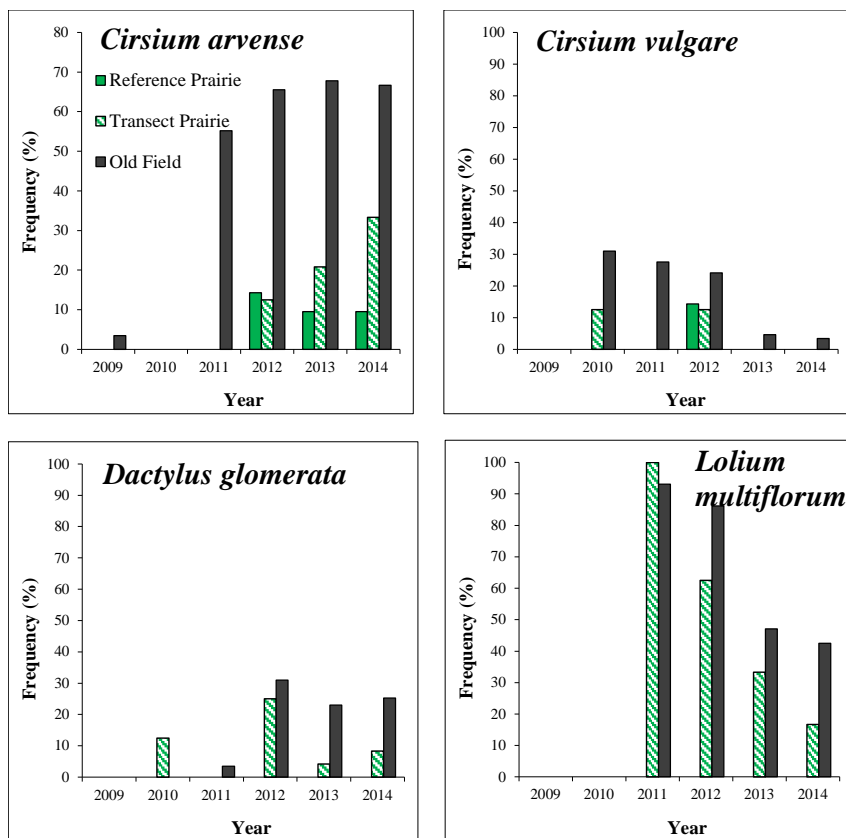 Cirsium arvense
Reference Prairie
Transect Prairie
Old Field
Frequency (%)
80
70
60
50
40
30
20
10
0
2009 2010 2011 2012 2013 2014
Year
Cirsium vulgare
Frequency (%)
100
90
80
70
60
50
40
30
20
10
0
2009 2010 2011 2012 2013 2014
Year
Dactylus glomerata
Frequency (%)
100
90
80
70
60
50
40
30
20
10
0
2009 2010 2011 2012 2013 2014
Year
Lolium
multiflorum
Frequency (%)
100
90
80
70
60
50
40
30
20
10
0
2009 2010 2011 2012 2013 2014
Year